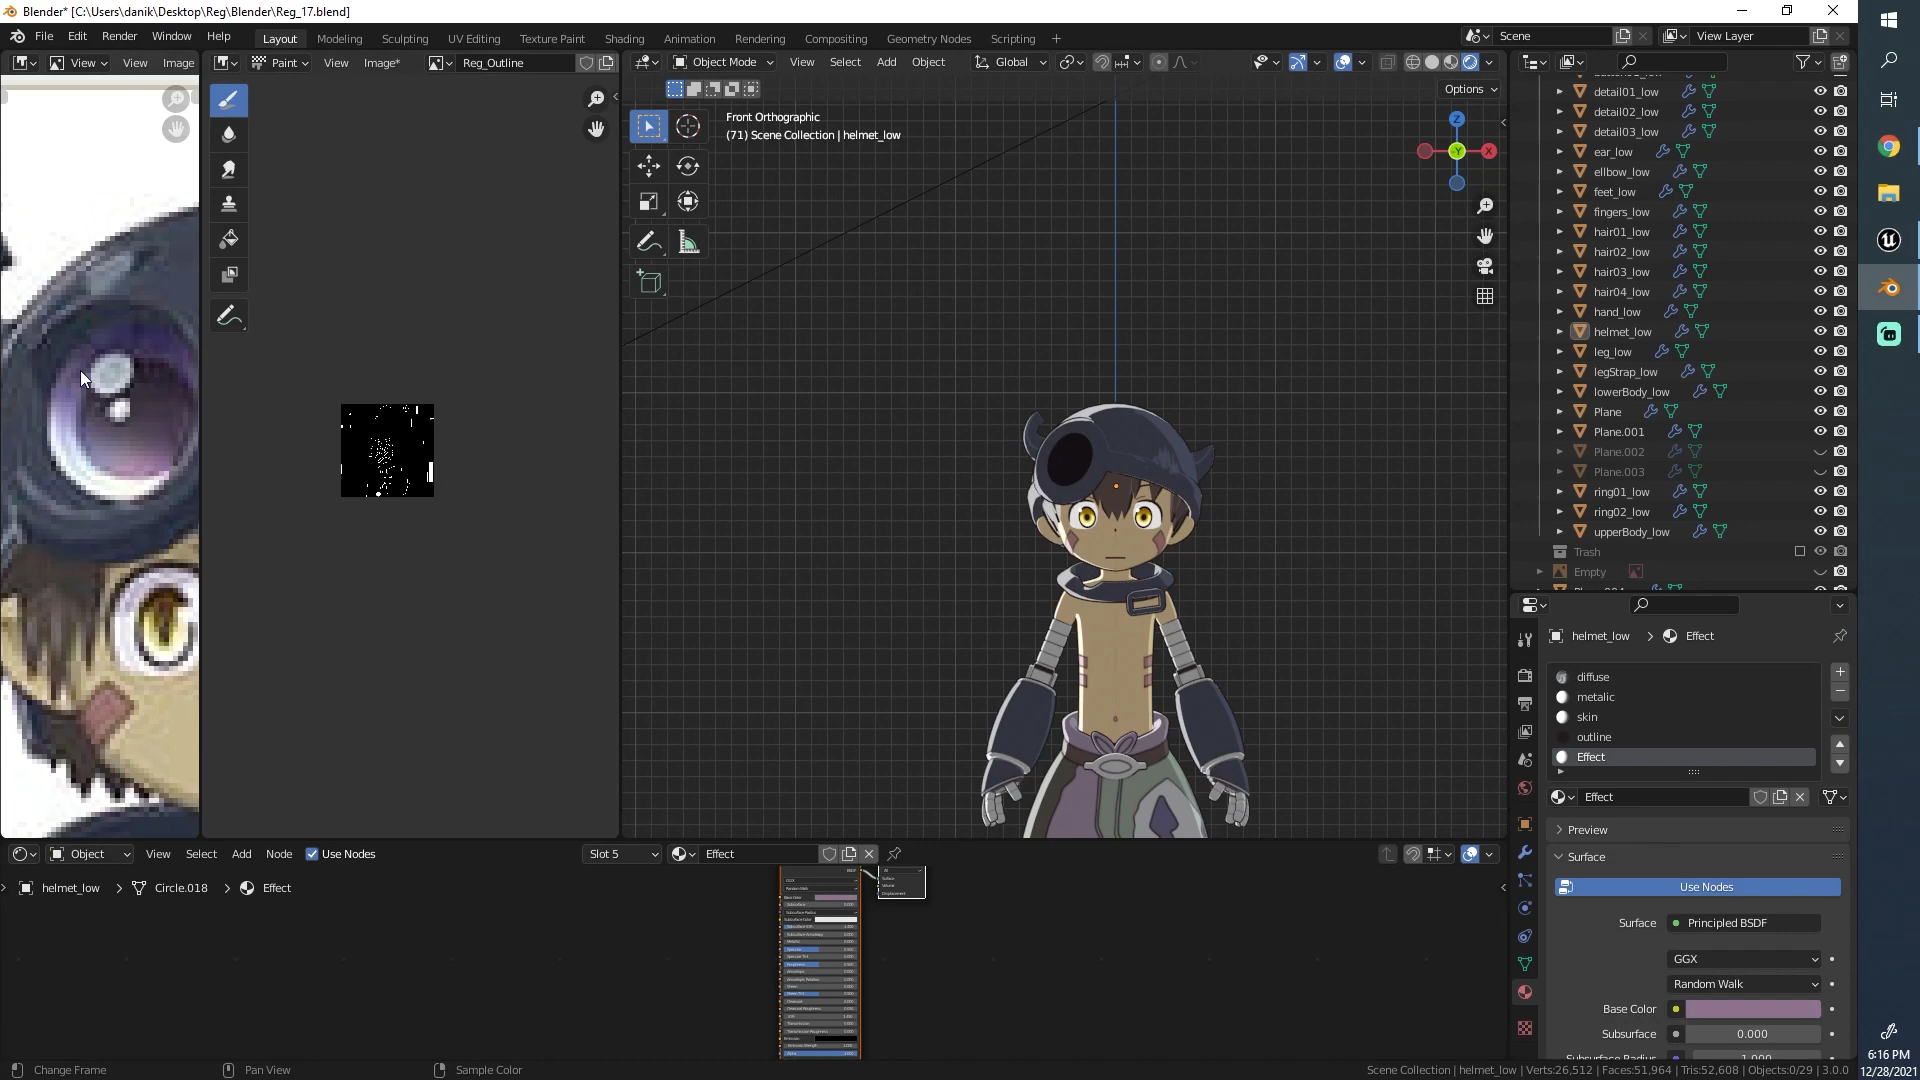 Blender* [C:\Users\danik\Desktop\Reg\Blender\Reg_17.blend]
File Edit Render Window Help Layout Modeling Sculpting UV Editing Texture Paint Shading Animation Rendering Compositing Geometry Nodes Scripting + Scene View Layer
View View Image Paint View Image* Reg_Outline Object Mode View Select Add Object Global
Options
Front Orthographic
(71) Scene Collection | helmet_low
Z
-Y
X
detail01_low
detail02_low
detail03_low
ear_low
ellbow_low
feet_low
fingers_low
hair01_low
hair02_low
hair03_low
hair04_low
hand_low
helmet_low
leg_low
legStrap_low
lowerBody_low
Plane
Plane.001
Plane.002
Plane.003
ring01_low
ring02_low
upperBody_low
Trash
Empty
helmet_low > Effect
diffuse
metalic
skin
outline
Effect
Effect
Preview
Surface
Use Nodes
Surface Principled BSDF
GGX
Random Walk
Base Color
Subsurface 0.000
Subsurface Radius 1.000
Object View Select Add Node Use Nodes Slot 5 Effect
helmet_low > Circle.018 > Effect
Change Frame Pan View Sample Color Scene Collection | helmet_low | Verts:26,512 | Faces:51,964 | Tris:52,608 | Objects:0/29 | 3.0.0
6:16 PM
12/28/2021